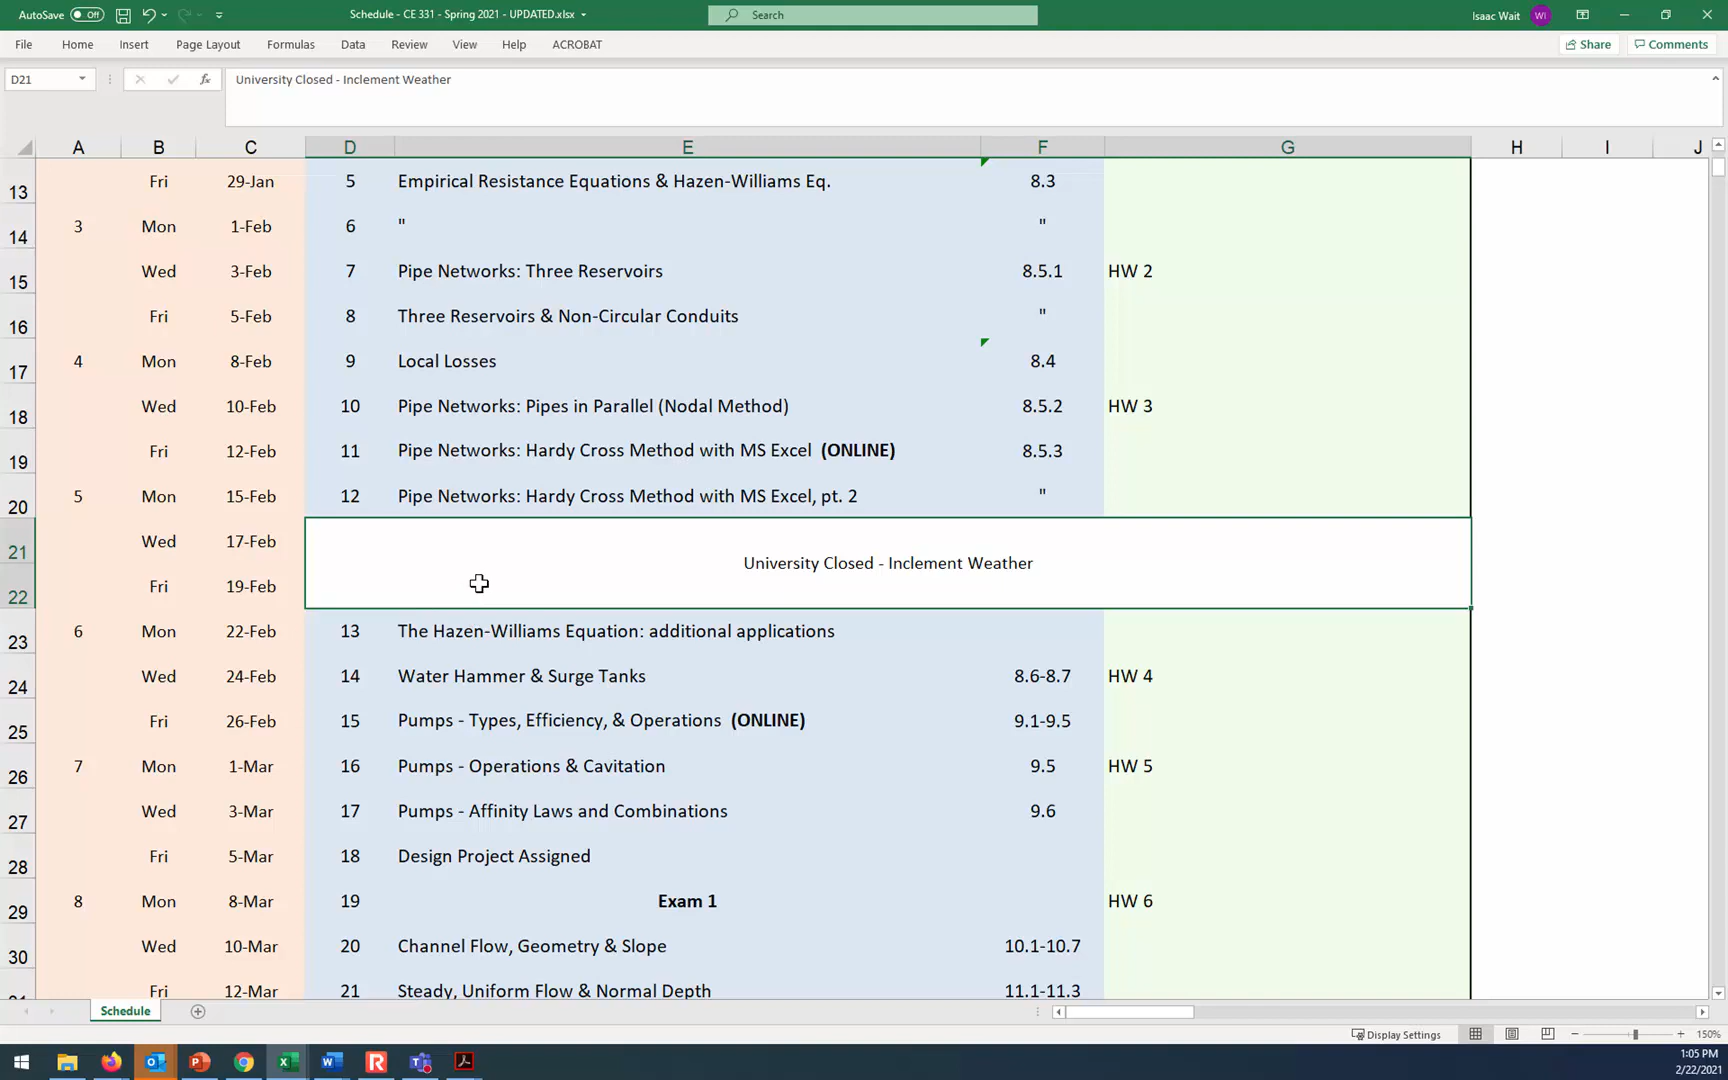 AutoSave Off Schedule - CE 331 - Spring 2021 - UPDATED.xlsx Search Isaac Wait WI
File Home Insert Page Layout Formulas Data Review View Help ACROBAT Share Comments
D21 fx University Closed - Inclement Weather
A B C D E F G H I J
13 Fri 29-Jan 5 Empirical Resistance Equations & Hazen-Williams Eq. 8.3
14 3 Mon 1-Feb 6 " "
15 Wed 3-Feb 7 Pipe Networks: Three Reservoirs 8.5.1 HW 2
16 Fri 5-Feb 8 Three Reservoirs & Non-Circular Conduits "
17 4 Mon 8-Feb 9 Local Losses 8.4
18 Wed 10-Feb 10 Pipe Networks: Pipes in Parallel (Nodal Method) 8.5.2 HW 3
19 Fri 12-Feb 11 Pipe Networks: Hardy Cross Method with MS Excel (ONLINE) 8.5.3
20 5 Mon 15-Feb 12 Pipe Networks: Hardy Cross Method with MS Excel, pt. 2 "
21 Wed 17-Feb
University Closed - Inclement Weather
22 Fri 19-Feb
23 6 Mon 22-Feb 13 The Hazen-Williams Equation: additional applications
24 Wed 24-Feb 14 Water Hammer & Surge Tanks 8.6-8.7 HW 4
25 Fri 26-Feb 15 Pumps - Types, Efficiency, & Operations (ONLINE) 9.1-9.5
26 7 Mon 1-Mar 16 Pumps - Operations & Cavitation 9.5 HW 5
27 Wed 3-Mar 17 Pumps - Affinity Laws and Combinations 9.6
28 Fri 5-Mar 18 Design Project Assigned
29 8 Mon 8-Mar 19 Exam 1 HW 6
30 Wed 10-Mar 20 Channel Flow, Geometry & Slope 10.1-10.7
Fri 12-Mar 21 Steady, Uniform Flow & Normal Depth 11.1-11.3
Schedule
Display Settings 150%
1:05 PM
2/22/2021